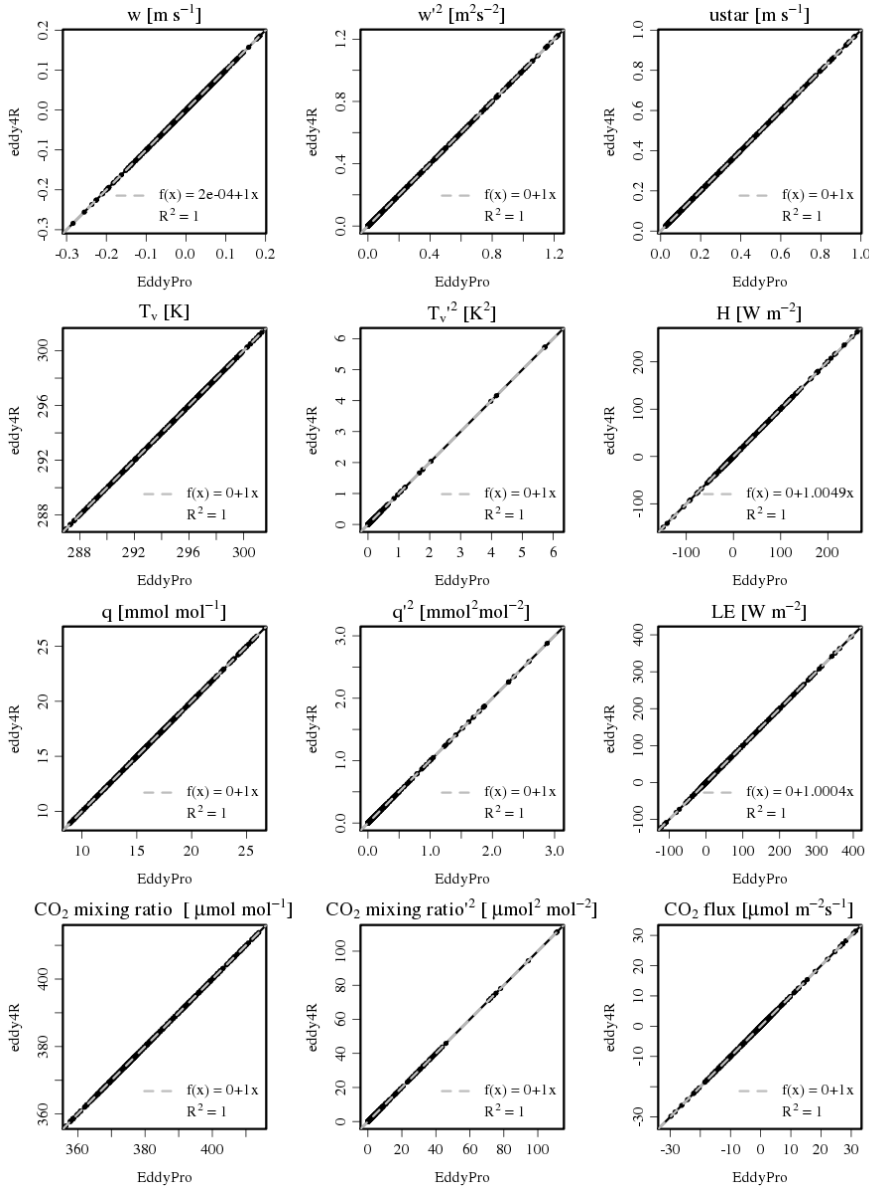 w [m s⁻¹]
eddy4R
0.2
0.1
0.0
-0.1
-0.2
-0.3
f(x) = 2e-04+1x
R² = 1
-0.3 -0.2 -0.1 0.0 0.1 0.2
EddyPro
w'² [m²s⁻²]
eddy4R
1.2
0.8
0.4
0.0
f(x) = 0+1x
R² = 1
0.0 0.4 0.8 1.2
EddyPro
ustar [m s⁻¹]
eddy4R
1.0
0.8
0.6
0.4
0.2
0.0
f(x) = 0+1x
R² = 1
0.0 0.2 0.4 0.6 0.8 1.0
EddyPro
Tᵥ [K]
eddy4R
300
296
292
288
f(x) = 0+1x
R² = 1
288 292 296 300
EddyPro
Tᵥ'² [K²]
eddy4R
6
5
4
3
2
1
0
f(x) = 0+1x
R² = 1
0 1 2 3 4 5 6
EddyPro
H [W m⁻²]
eddy4R
200
100
0
-100
f(x) = 0+1.0049x
R² = 1
-100 0 100 200
EddyPro
q [mmol mol⁻¹]
eddy4R
25
20
15
10
f(x) = 0+1x
R² = 1
10 15 20 25
EddyPro
q'² [mmol²mol⁻²]
eddy4R
3.0
2.0
1.0
0.0
f(x) = 0+1x
R² = 1
0.0 1.0 2.0 3.0
EddyPro
LE [W m⁻²]
eddy4R
400
300
200
100
0
-100
f(x) = 0+1.0004x
R² = 1
-100 0 100 200 300 400
EddyPro
CO₂ mixing ratio [ μmol mol⁻¹]
eddy4R
400
380
360
f(x) = 0+1x
R² = 1
360 380 400
EddyPro
CO₂ mixing ratio'² [ μmol² mol⁻²]
eddy4R
100
80
60
40
20
0
f(x) = 0+1x
R² = 1
0 20 40 60 80 100
EddyPro
CO₂ flux [μmol m⁻²s⁻¹]
eddy4R
30
20
10
0
-10
-30
f(x) = 0+1x
R² = 1
-30 -10 0 10 20 30
EddyPro